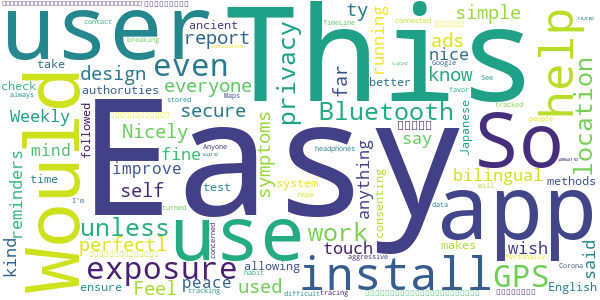 user
This
Easy
Would
use
app
So
help
install
exposure
even
ty
privacy
running
ads
simple
ancient
report
design
far
nice
know
better
location
take
everyone
secure
Bluetooth
check
always
authoruties
stored
Weekly
Nicely
symptoms
say
Japanese
followed
mind
fine
anything
bilingual
improve
system
time
self
test
consenting
methods
reminders
unless
work
wish
said
perfectl
touch
makes
kind
Feel
peace
used
allowing
GPS
English
ensure
concerned
habit
tracking
difficult
tracing
aggressive
data
Personally
Corona
hope
will
I'm
turned
sure
Anyone
Maps
headphones
contact
breaking
TimeLine
connected
Case
Google
See
favor
tracked
people